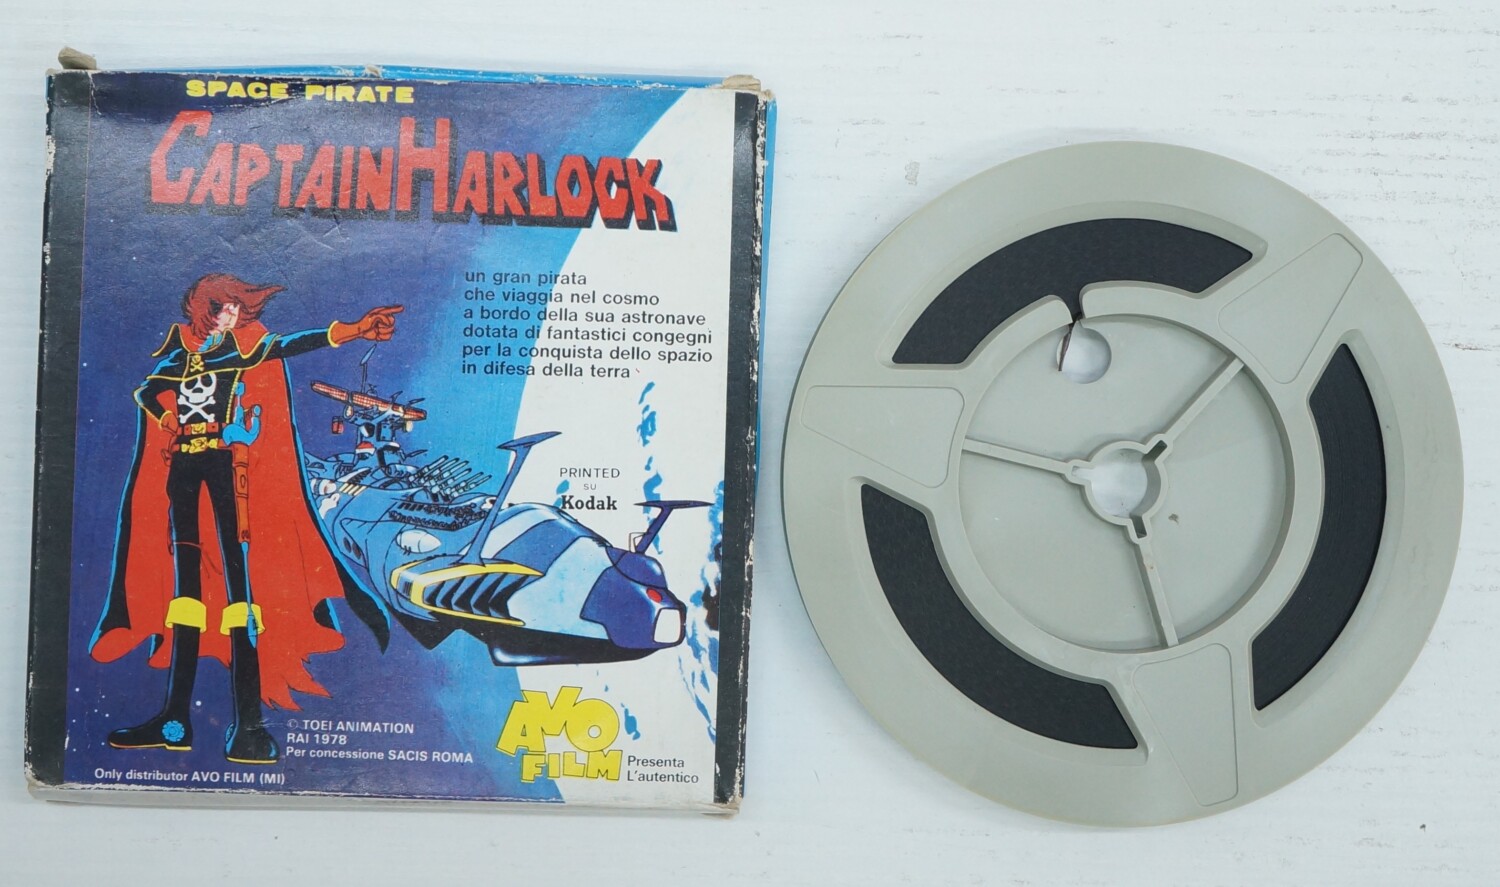 SPACE PIRATE
CAPTAIN HARLOCK
un gran pirata
che viaggia nel cosmo
a bordo della sua astronave
dotata di fantastici congegni
per la conquista dello spazio
in difesa della terra
PRINTED
SU
Kodak
© TOEI ANIMATION
RAI 1978
Per concessione SACIS ROMA
Only distributor AVO FILM (MI)
AVO
FILM
Presenta
L'autentico